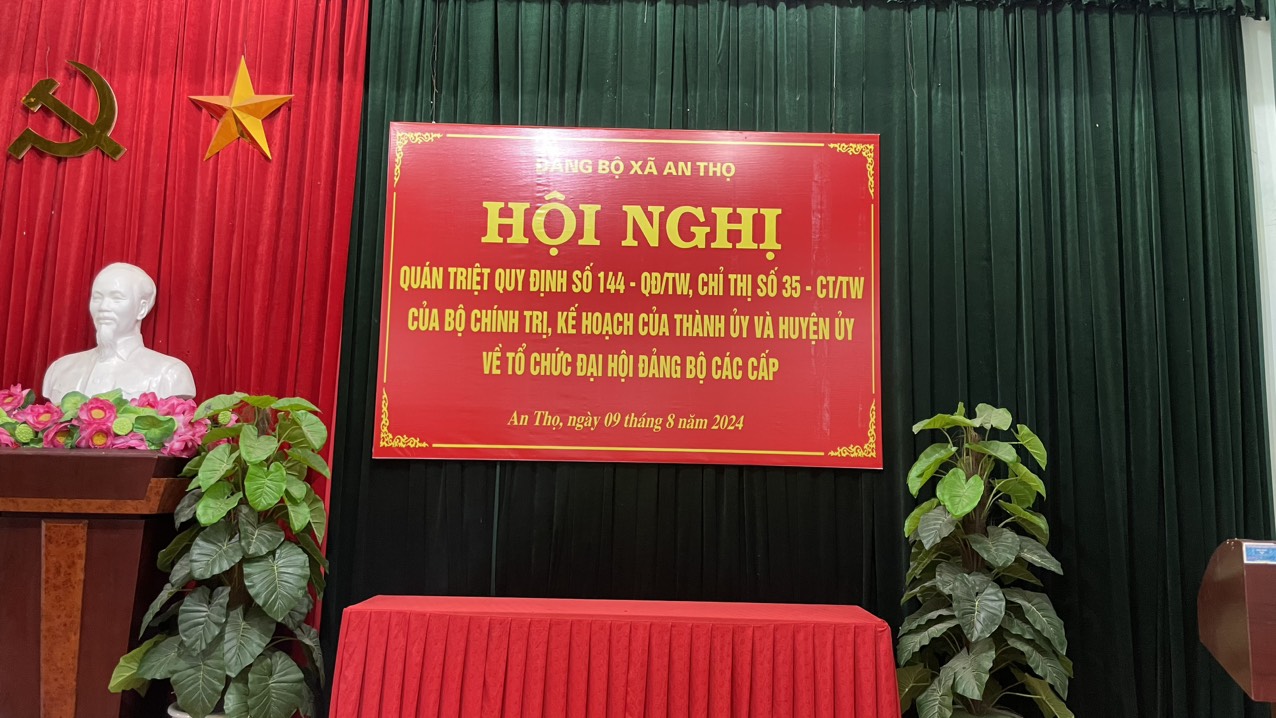 ĐẢNG BỘ XÃ AN THỌ
HỘI NGHỊ
QUÁN TRIỆT QUY ĐỊNH SỐ 144 - QĐ/TW, CHỈ THỊ SỐ 35 - CT/TW
CỦA BỘ CHÍNH TRỊ, KẾ HOẠCH CỦA THÀNH ỦY VÀ HUYỆN ỦY
VỀ TỔ CHỨC ĐẠI HỘI ĐẢNG BỘ CÁC CẤP
An Thọ, ngày 09 tháng 8 năm 2024